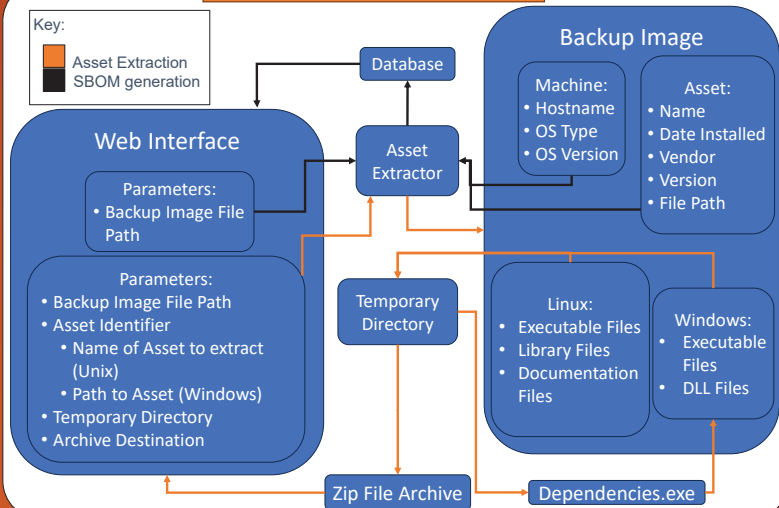 Key:
Asset Extraction
SBOM generation
Database
Backup Image
Machine:
• Hostname
• OS Type
• OS Version
Asset:
• Name
• Date Installed
• Vendor
• Version
• File Path
Web Interface
Asset
Extractor
Parameters:
• Backup Image File
Path
Parameters:
• Backup Image File Path
• Asset Identifier
• Name of Asset to extract
(Unix)
• Path to Asset (Windows)
• Temporary Directory
• Archive Destination
Temporary
Directory
Linux:
• Executable Files
• Library Files
• Documentation
Files
Windows:
• Executable
Files
• DLL Files
Zip File Archive
Dependencies.exe